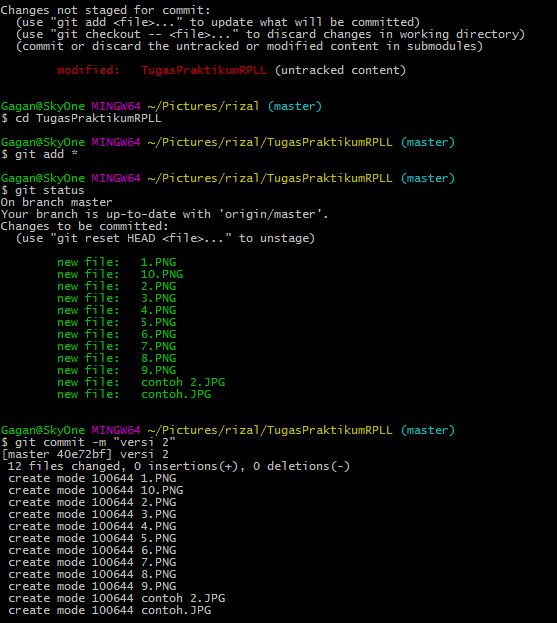 Changes not staged for commit:
  (use "git add <file>..." to update what will be committed)
  (use "git checkout -- <file>..." to discard changes in working directory)
  (commit or discard the untracked or modified content in submodules)

        modified:   TugasPraktikumRPLL (untracked content)


Gagan@SkyOne MINGW64 ~/Pictures/rizal (master)
$ cd TugasPraktikumRPLL

Gagan@SkyOne MINGW64 ~/Pictures/rizal/TugasPraktikumRPLL (master)
$ git add *

Gagan@SkyOne MINGW64 ~/Pictures/rizal/TugasPraktikumRPLL (master)
$ git status
On branch master
Your branch is up-to-date with 'origin/master'.
Changes to be committed:
  (use "git reset HEAD <file>..." to unstage)

        new file:   1.PNG
        new file:   10.PNG
        new file:   2.PNG
        new file:   3.PNG
        new file:   4.PNG
        new file:   5.PNG
        new file:   6.PNG
        new file:   7.PNG
        new file:   8.PNG
        new file:   9.PNG
        new file:   contoh 2.JPG
        new file:   contoh.JPG


Gagan@SkyOne MINGW64 ~/Pictures/rizal/TugasPraktikumRPLL (master)
$ git commit -m "versi 2"
[master 40e72bf] versi 2
 12 files changed, 0 insertions(+), 0 deletions(-)
 create mode 100644 1.PNG
 create mode 100644 10.PNG
 create mode 100644 2.PNG
 create mode 100644 3.PNG
 create mode 100644 4.PNG
 create mode 100644 5.PNG
 create mode 100644 6.PNG
 create mode 100644 7.PNG
 create mode 100644 8.PNG
 create mode 100644 9.PNG
 create mode 100644 contoh 2.JPG
 create mode 100644 contoh.JPG